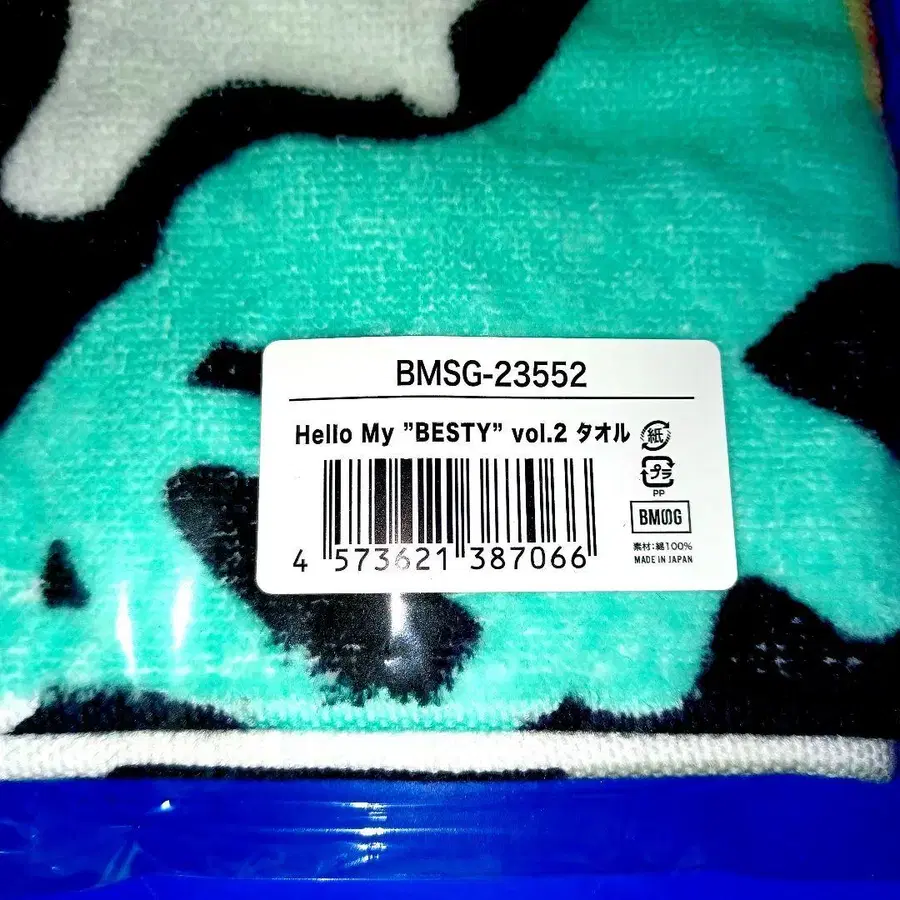 BMSG-23552
Hello My ”BESTY” vol.2 タオル
紙
プラ
PP
BMSG
4 573621 387066
素材:綿100%
MADE IN JAPAN